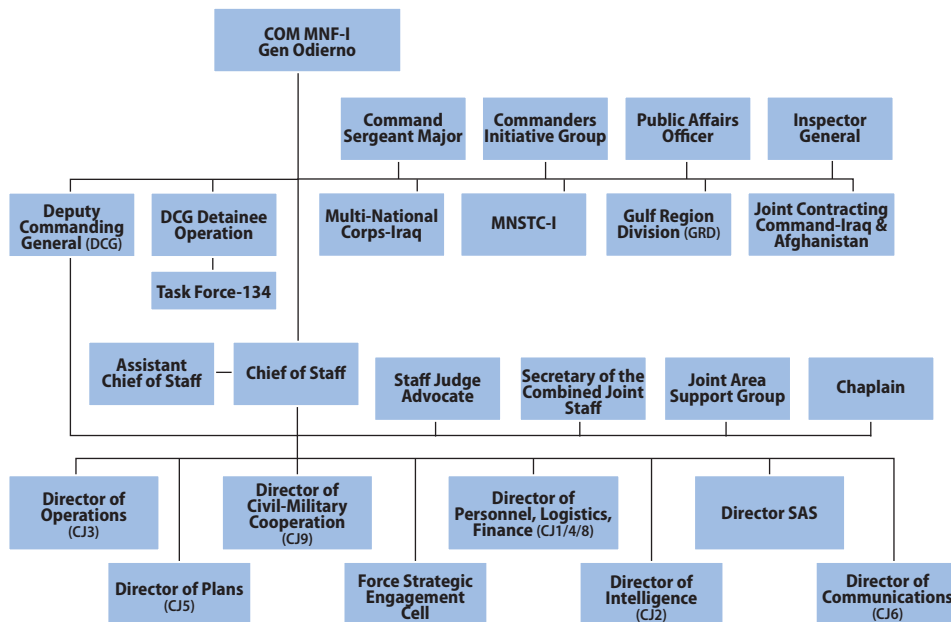 COM MNF-I
Gen Odierno
Command
Sergeant Major
Commanders
Initiative Group
Public Affairs
Officer
Inspector
General
Deputy
Commanding
General (DCG)
DCG Detainee
Operation
Multi-National
Corps-Iraq
MNSTC-I
Gulf Region
Division (GRD)
Joint Contracting
Command-Iraq &
Afghanistan
Task Force-134
Assistant
Chief of Staff
Chief of Staff
Staff Judge
Advocate
Secretary of the
Combined Joint
Staff
Joint Area
Support Group
Chaplain
Director of
Operations
(CJ3)
Director of
Civil-Military
Cooperation
(CJ9)
Director of
Personnel, Logistics,
Finance (CJ1/4/8)
Director SAS
Director of Plans
(CJ5)
Force Strategic
Engagement
Cell
Director of
Intelligence
(CJ2)
Director of
Communications
(CJ6)